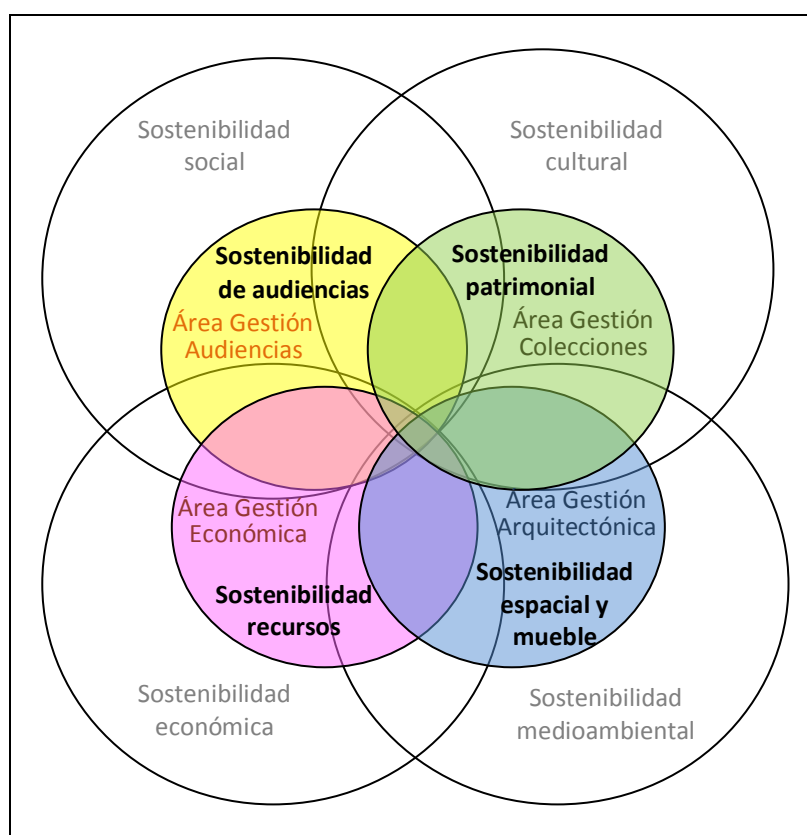 Sostenibilidad
social
Sostenibilidad
cultural
Sostenibilidad
de audiencias
Área Gestión
Audiencias
Sostenibilidad
patrimonial
Área Gestión
Colecciones
Área Gestión
Económica
Sostenibilidad
recursos
Área Gestión
Arquitectónica
Sostenibilidad
espacial y
mueble
Sostenibilidad
económica
Sostenibilidad
medioambiental